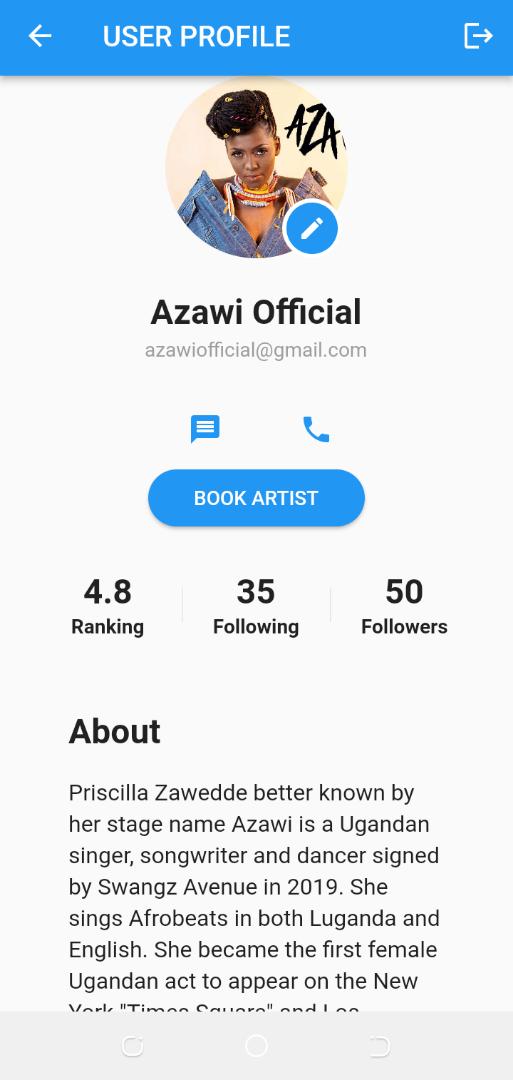 USER PROFILE
AZA
Azawi Official
azawiofficial@gmail.com
BOOK ARTIST
4.8 35 50
Ranking Following Followers
About
Priscilla Zawedde better known by
her stage name Azawi is a Ugandan
singer, songwriter and dancer signed
by Swangz Avenue in 2019. She
sings Afrobeats in both Luganda and
English. She became the first female
Ugandan act to appear on the New
York "Times Square" and Los